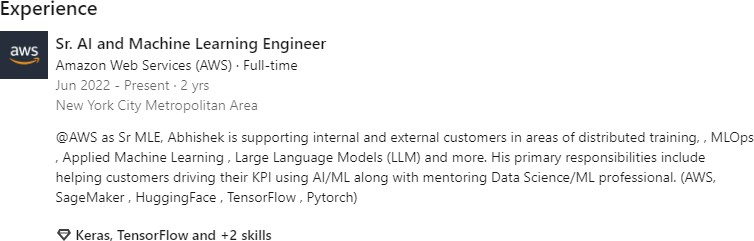 Experience
aws
Sr. AI and Machine Learning Engineer
Amazon Web Services (AWS) · Full-time
Jun 2022 - Present · 2 yrs
New York City Metropolitan Area
@AWS as Sr MLE, Abhishek is supporting internal and external customers in areas of distributed training, , MLOps
, Applied Machine Learning , Large Language Models (LLM) and more. His primary responsibilities include
helping customers driving their KPI using AI/ML along with mentoring Data Science/ML professional. (AWS,
SageMaker , HuggingFace , TensorFlow , Pytorch)
Keras, TensorFlow and +2 skills